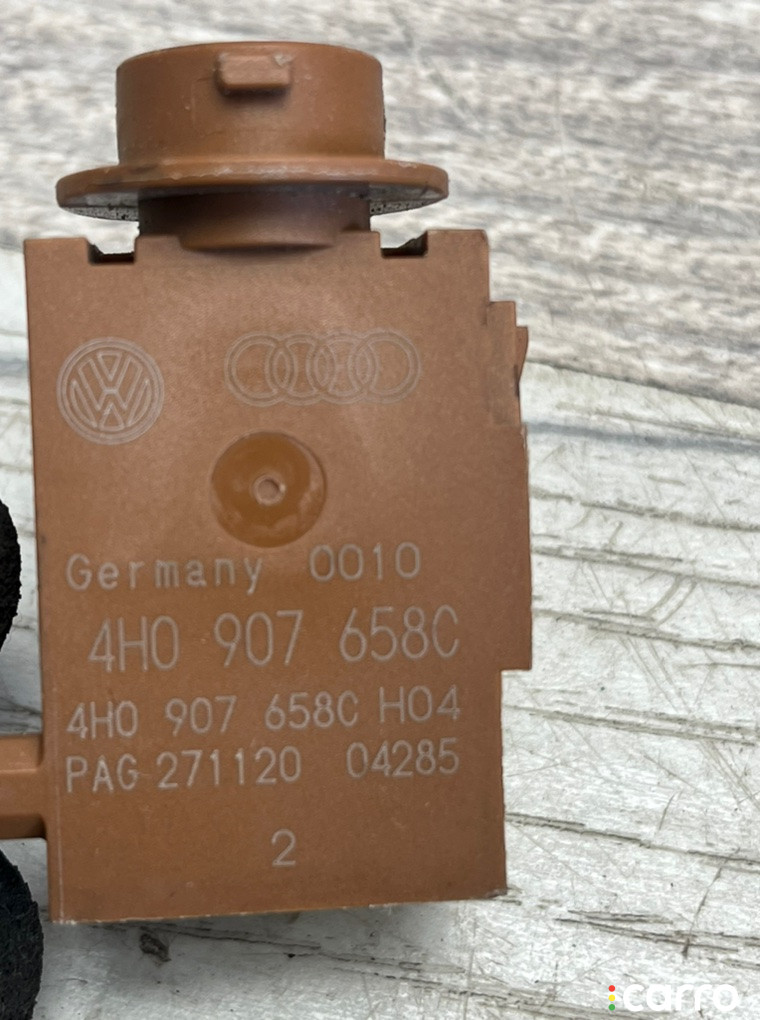 Germany 0010
4H0 907 658C
4H0 907 658C H04
PAG 271120 04285
2
carro